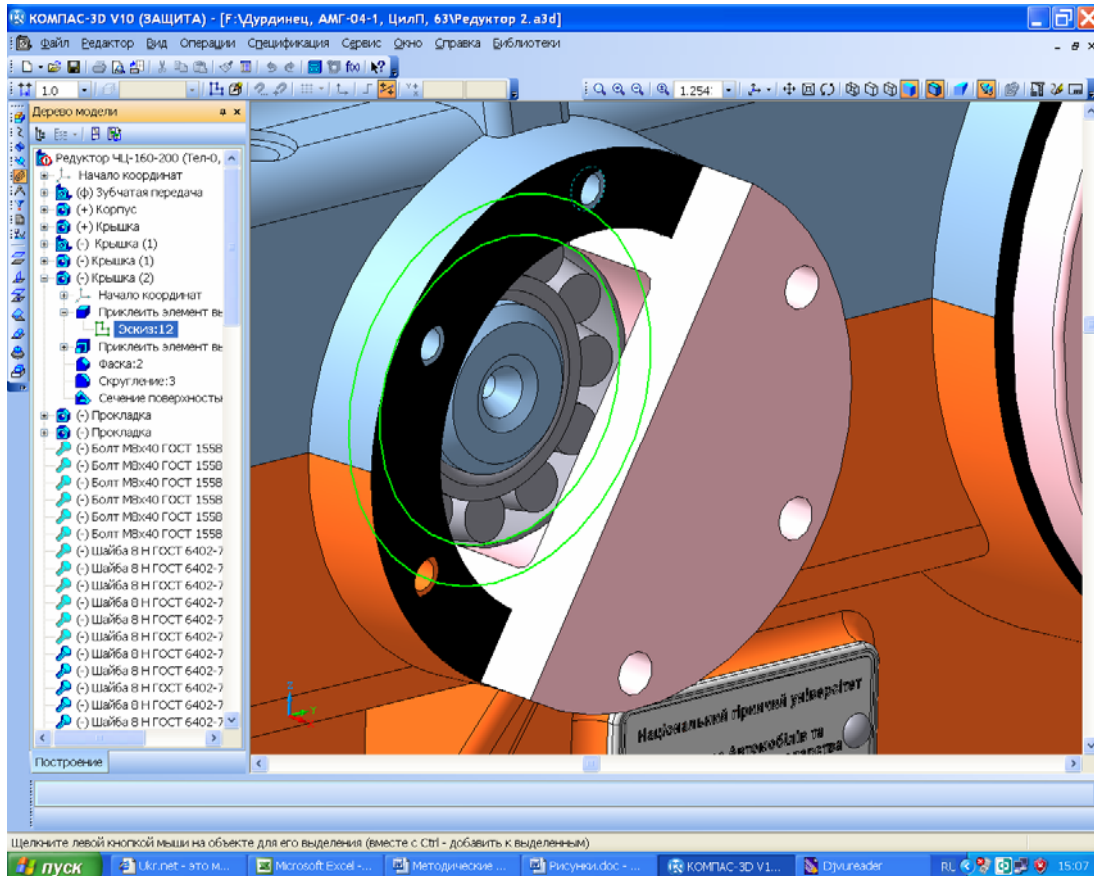 КОМПАС-3D V10 (ЗАЩИТА) - [F:\Дурдинец, АМГ-04-1, ЦилП, 63\Редуктор 2.a3d]
Файл Редактор Вид Операции Спецификация Сервис Окно Справка Библиотеки
1.0
1.254
Дерево модели
Редуктор ЧЦ-160-200 (Тел-0,
Начало координат
(ф) Зубчатая передача
(+) Корпус
(+) Крышка
(-) Крышка (1)
(-) Крышка (1)
(-) Крышка (2)
Начало координат
Приклеить элемент вы
Эскиз:12
Приклеить элемент вы
Фаска:2
Скругление:3
Сечение поверхность
(-) Прокладка
(-) Прокладка
(-) Болт М8х40 ГОСТ 1558
(-) Болт М8х40 ГОСТ 1558
(-) Болт М8х40 ГОСТ 1558
(-) Болт М8х40 ГОСТ 1558
(-) Болт М8х40 ГОСТ 1558
(-) Болт М8х40 ГОСТ 1558
(-) Шайба 8 Н ГОСТ 6402-7
(-) Шайба 8 Н ГОСТ 6402-7
(-) Шайба 8 Н ГОСТ 6402-7
(-) Шайба 8 Н ГОСТ 6402-7
(-) Шайба 8 Н ГОСТ 6402-7
(-) Шайба 8 Н ГОСТ 6402-7
(-) Шайба 8 Н ГОСТ 6402-7
(-) Шайба 8 Н ГОСТ 6402-7
(-) Шайба 8 Н ГОСТ 6402-7
(-) Шайба 8 Н ГОСТ 6402-7
(-) Шайба 8 Н ГОСТ 6402-7
Построение
Z
Y
Національний гірничий університет
Автомобілів та
Щелкните левой кнопкой мыши на объекте для его выделения (вместе с Ctrl - добавить к выделенным)
пуск
Ukr.net - это м...
Microsoft Excel -...
Методические ...
Рисунки.doc - ...
КОМПАС-3D V1...
Djvureader
RL
15:07